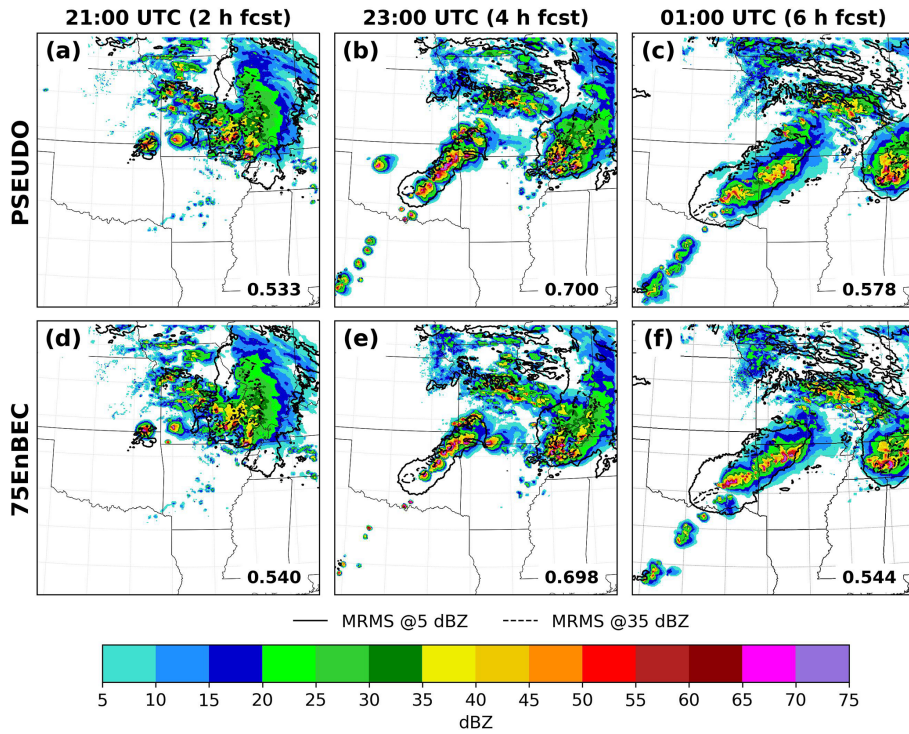 21:00 UTC (2 h fcst) 23:00 UTC (4 h fcst) 01:00 UTC (6 h fcst)
PSEUDO
(a) (b) (c)
0.533 0.700 0.578
75EnBEC
(d) (e) (f)
0.540 0.698 0.544
MRMS @5 dBZ MRMS @35 dBZ
5 10 15 20 25 30 35 40 45 50 55 60 65 70 75
dBZ